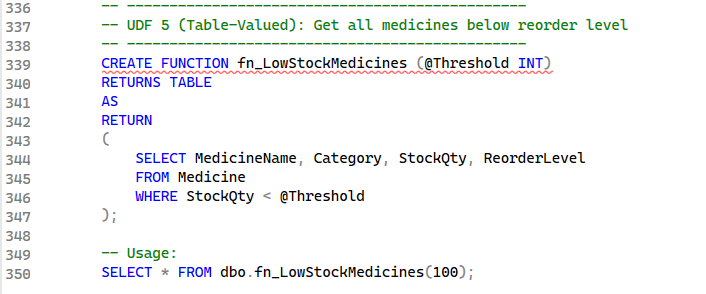 336 -- -----------------------------------------------
337 -- UDF 5 (Table-Valued): Get all medicines below reorder level
338 -- -----------------------------------------------
339 CREATE FUNCTION fn_LowStockMedicines (@Threshold INT)
340 RETURNS TABLE
341 AS
342 RETURN
343 (
344     SELECT MedicineName, Category, StockQty, ReorderLevel
345     FROM Medicine
346     WHERE StockQty < @Threshold
347 );
348
349 -- Usage:
350 SELECT * FROM dbo.fn_LowStockMedicines(100);